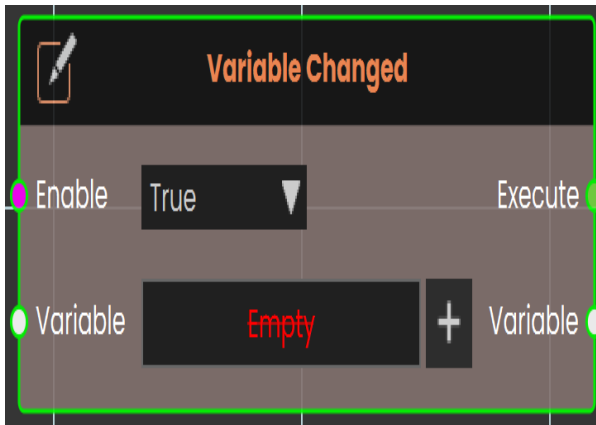 Variable Changed
Enable True Execute
Variable Empty + Variable